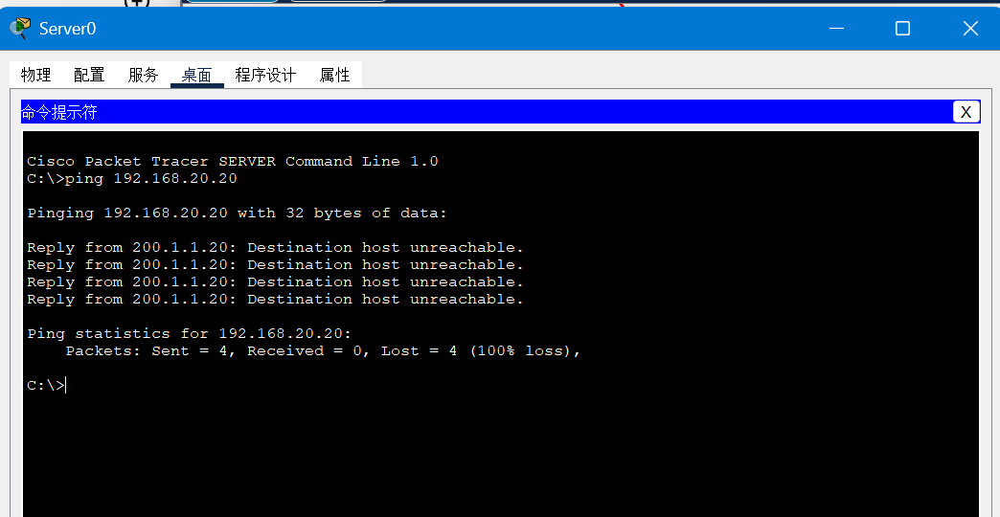 Server0
物理 配置 服务 桌面 程序设计 属性
命令提示符 X
Cisco Packet Tracer SERVER Command Line 1.0
C:\>ping 192.168.20.20
Pinging 192.168.20.20 with 32 bytes of data:
Reply from 200.1.1.20: Destination host unreachable.
Reply from 200.1.1.20: Destination host unreachable.
Reply from 200.1.1.20: Destination host unreachable.
Reply from 200.1.1.20: Destination host unreachable.
Ping statistics for 192.168.20.20:
    Packets: Sent = 4, Received = 0, Lost = 4 (100% loss),
C:\>